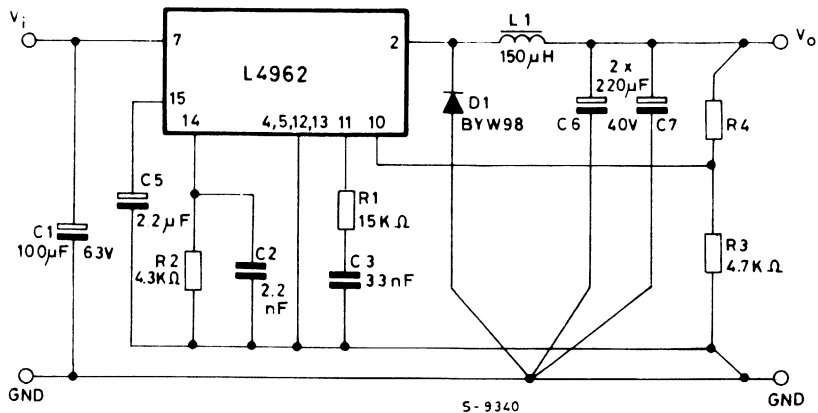 Vi
7
L4962
2
L1
150µH
Vo
15
14
4,5,12,13
11
10
2x
220µF
D1
BYW98
C6
40V
C7
R4
C5
2.2µF
C1
100µF
63V
R2
4.3KΩ
C2
2.2
nF
R1
15KΩ
C3
33nF
R3
4.7KΩ
GND
GND
S-9340